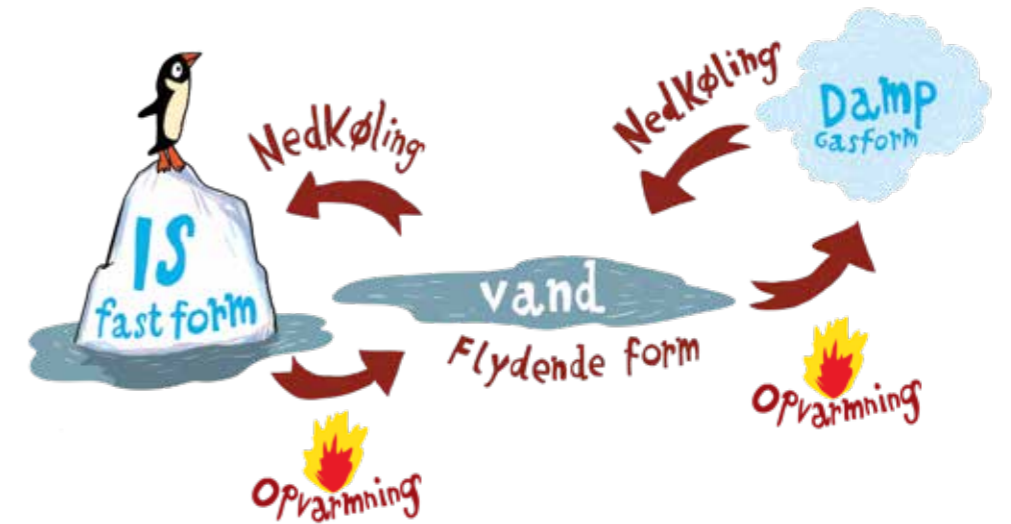 NedKøling
NedKøling
Damp
Gasform
IS
fast form
vand
Flydende form
Opvarmning
Opvarmning